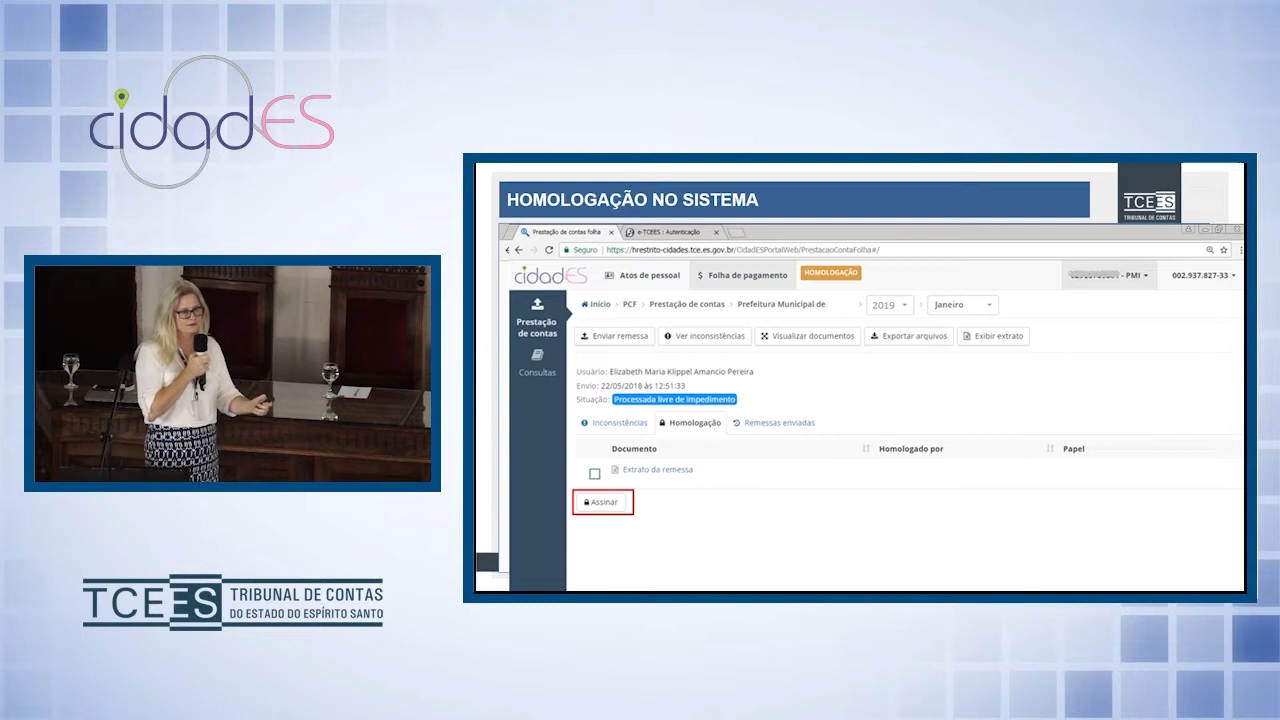 cidadES
HOMOLOGAÇÃO NO SISTEMA
TCEES
TRIBUNAL DE CONTAS
Prestação de contas folha
e-TCEES : Autenticação
Seguro
https://hrestrito-cidades.tce.es.gov.br/CidadESPortalWeb/PrestacaoContaFolha#/
cidadES
Atos de pessoal
$ Folha de pagamento
HOMOLOGAÇÃO
- PMI
002.937.827-33
Prestação de contas
Consultas
Início > PCF > Prestação de contas > Prefeitura Municipal de > 2019 > Janeiro
Enviar remessa
Ver inconsistências
Visualizar documentos
Exportar arquivos
Exibir extrato
Usuário: Elizabeth Maria Klippel Amancio Pereira
Envio: 22/05/2018 às 12:51:33
Situação: Processada livre de impedimento
Inconsistências
Homologação
Remessas enviadas
Documento
Homologado por
Papel
Extrato da remessa
Assinar
TCEES TRIBUNAL DE CONTAS
DO ESTADO DO ESPÍRITO SANTO